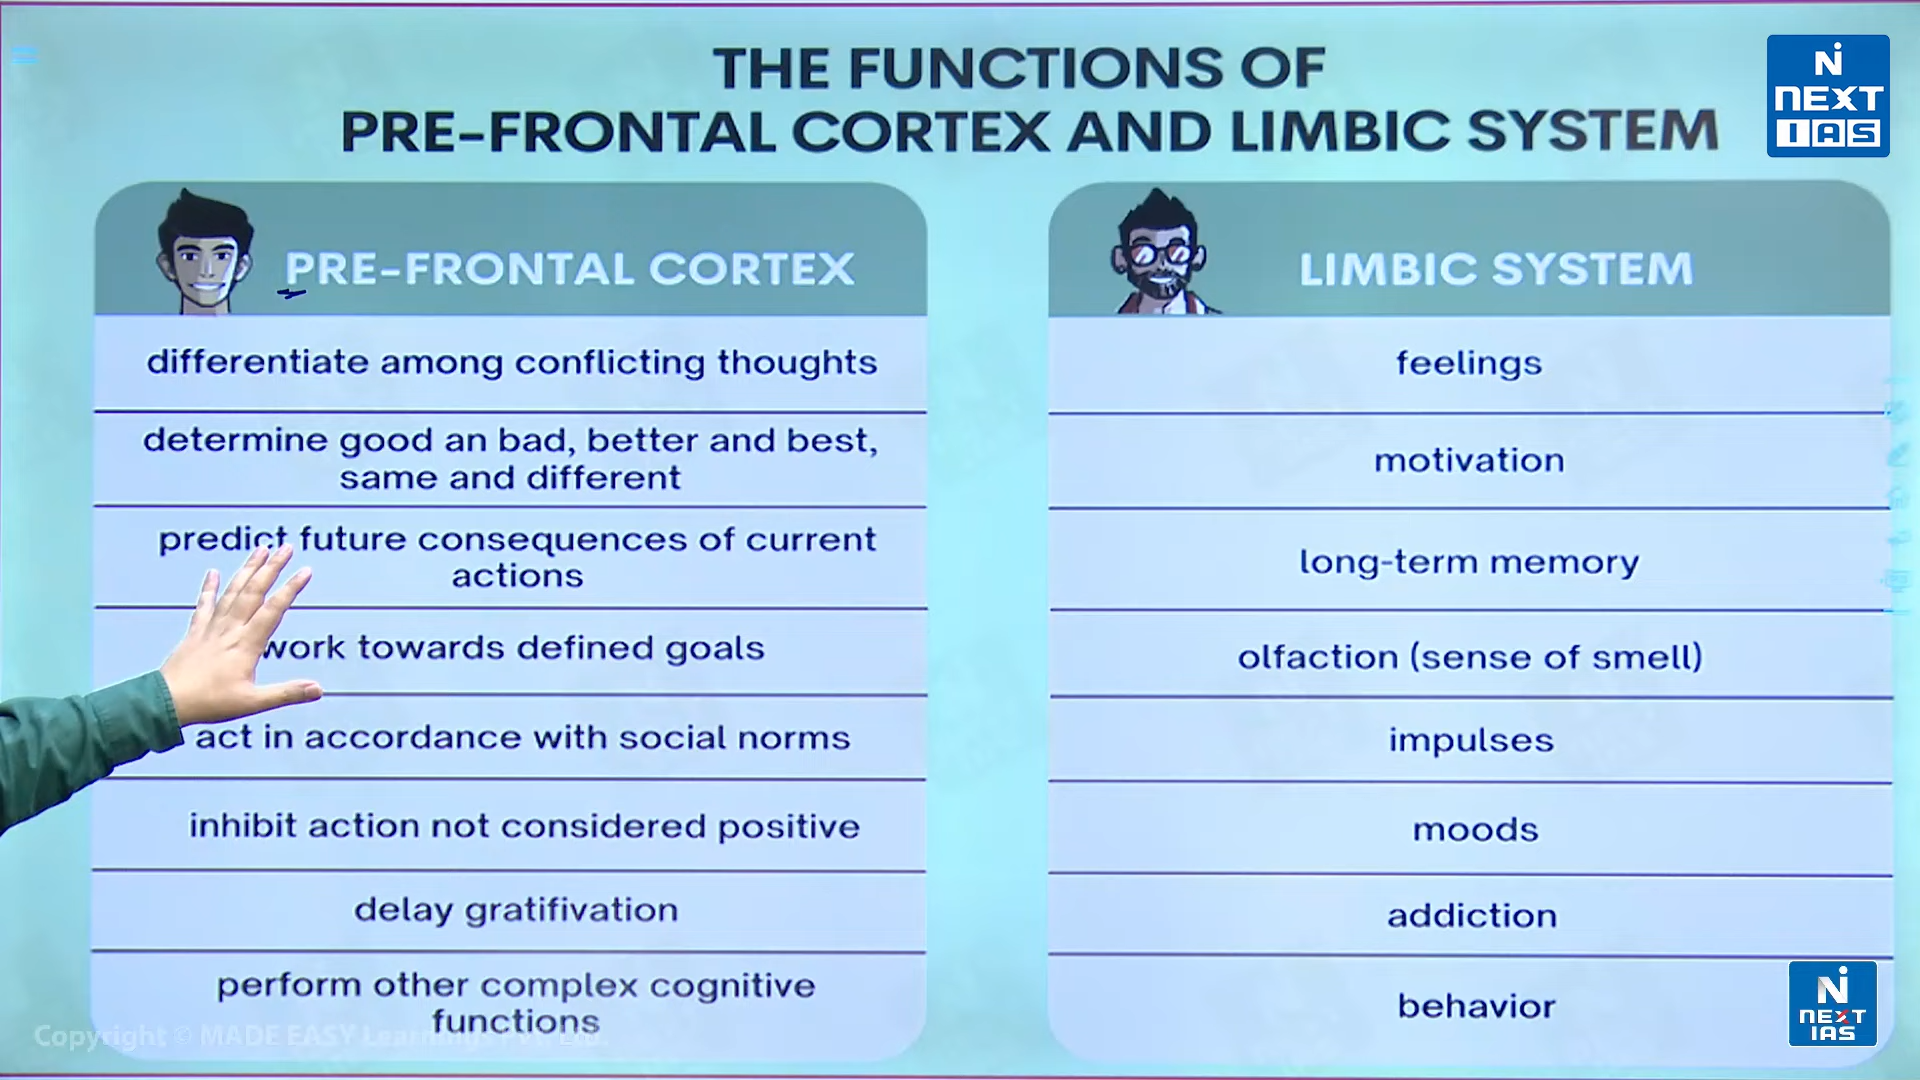 THE FUNCTIONS OF
PRE-FRONTAL CORTEX AND LIMBIC SYSTEM
N
NEXT
IAS
PRE-FRONTAL CORTEX
differentiate among conflicting thoughts
determine good an bad, better and best,
same and different
predict future consequences of current
actions
work towards defined goals
act in accordance with social norms
inhibit action not considered positive
delay gratifivation
perform other complex cognitive
functions
LIMBIC SYSTEM
feelings
motivation
long-term memory
olfaction (sense of smell)
impulses
moods
addiction
behavior
Copyright © MADE EASY Learnings Pvt. Ltd.
N
NEXT
IAS